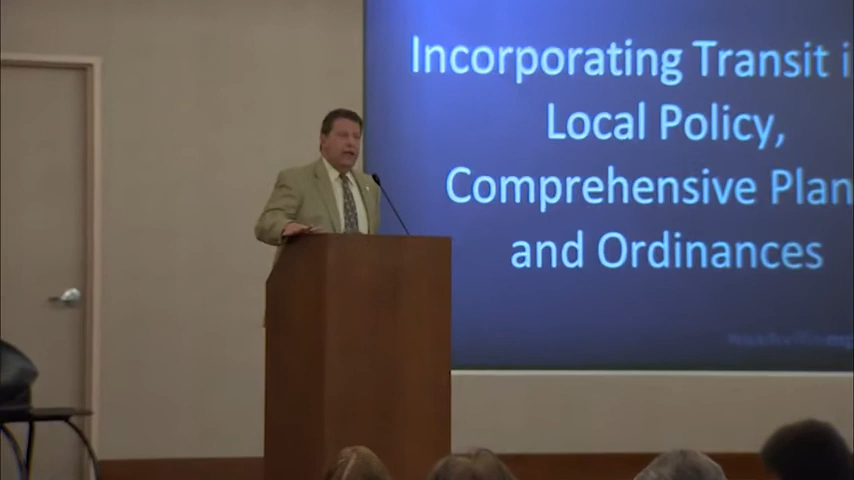 Incorporating Transit i
Local Policy,
Comprehensive Plan
and Ordinances